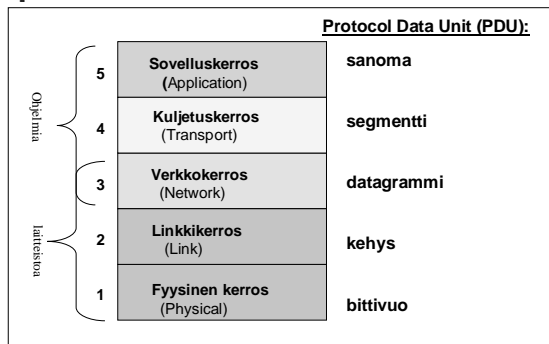 Protocol Data Unit (PDU):
5 Sovelluskerros sanoma
(Application)
Ohjelmia
4 Kuljetuskerros segmentti
(Transport)
3 Verkkokerros datagrammi
(Network)
laitteistoa
2 Linkkikerros kehys
(Link)
1 Fyysinen kerros bittivuo
(Physical)